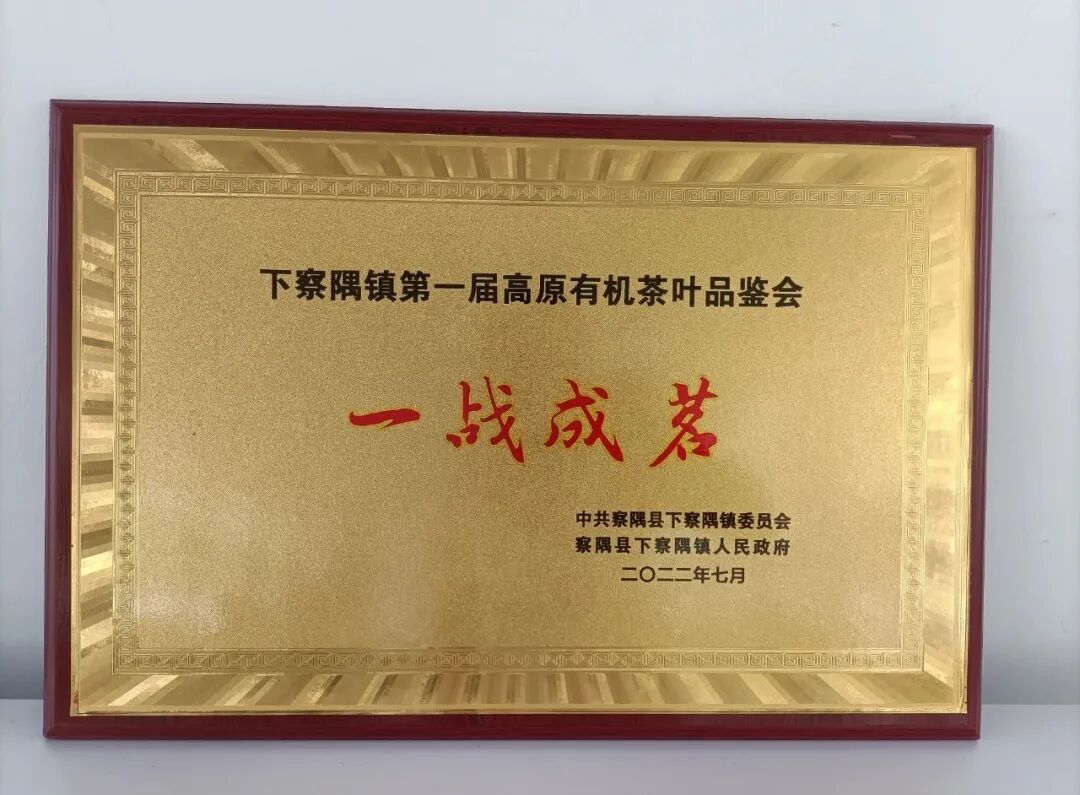 下察隅镇第一届高原有机茶叶品鉴会
一战成茗
中共察隅县下察隅镇委员会
察隅县下察隅镇人民政府
二〇二二年七月